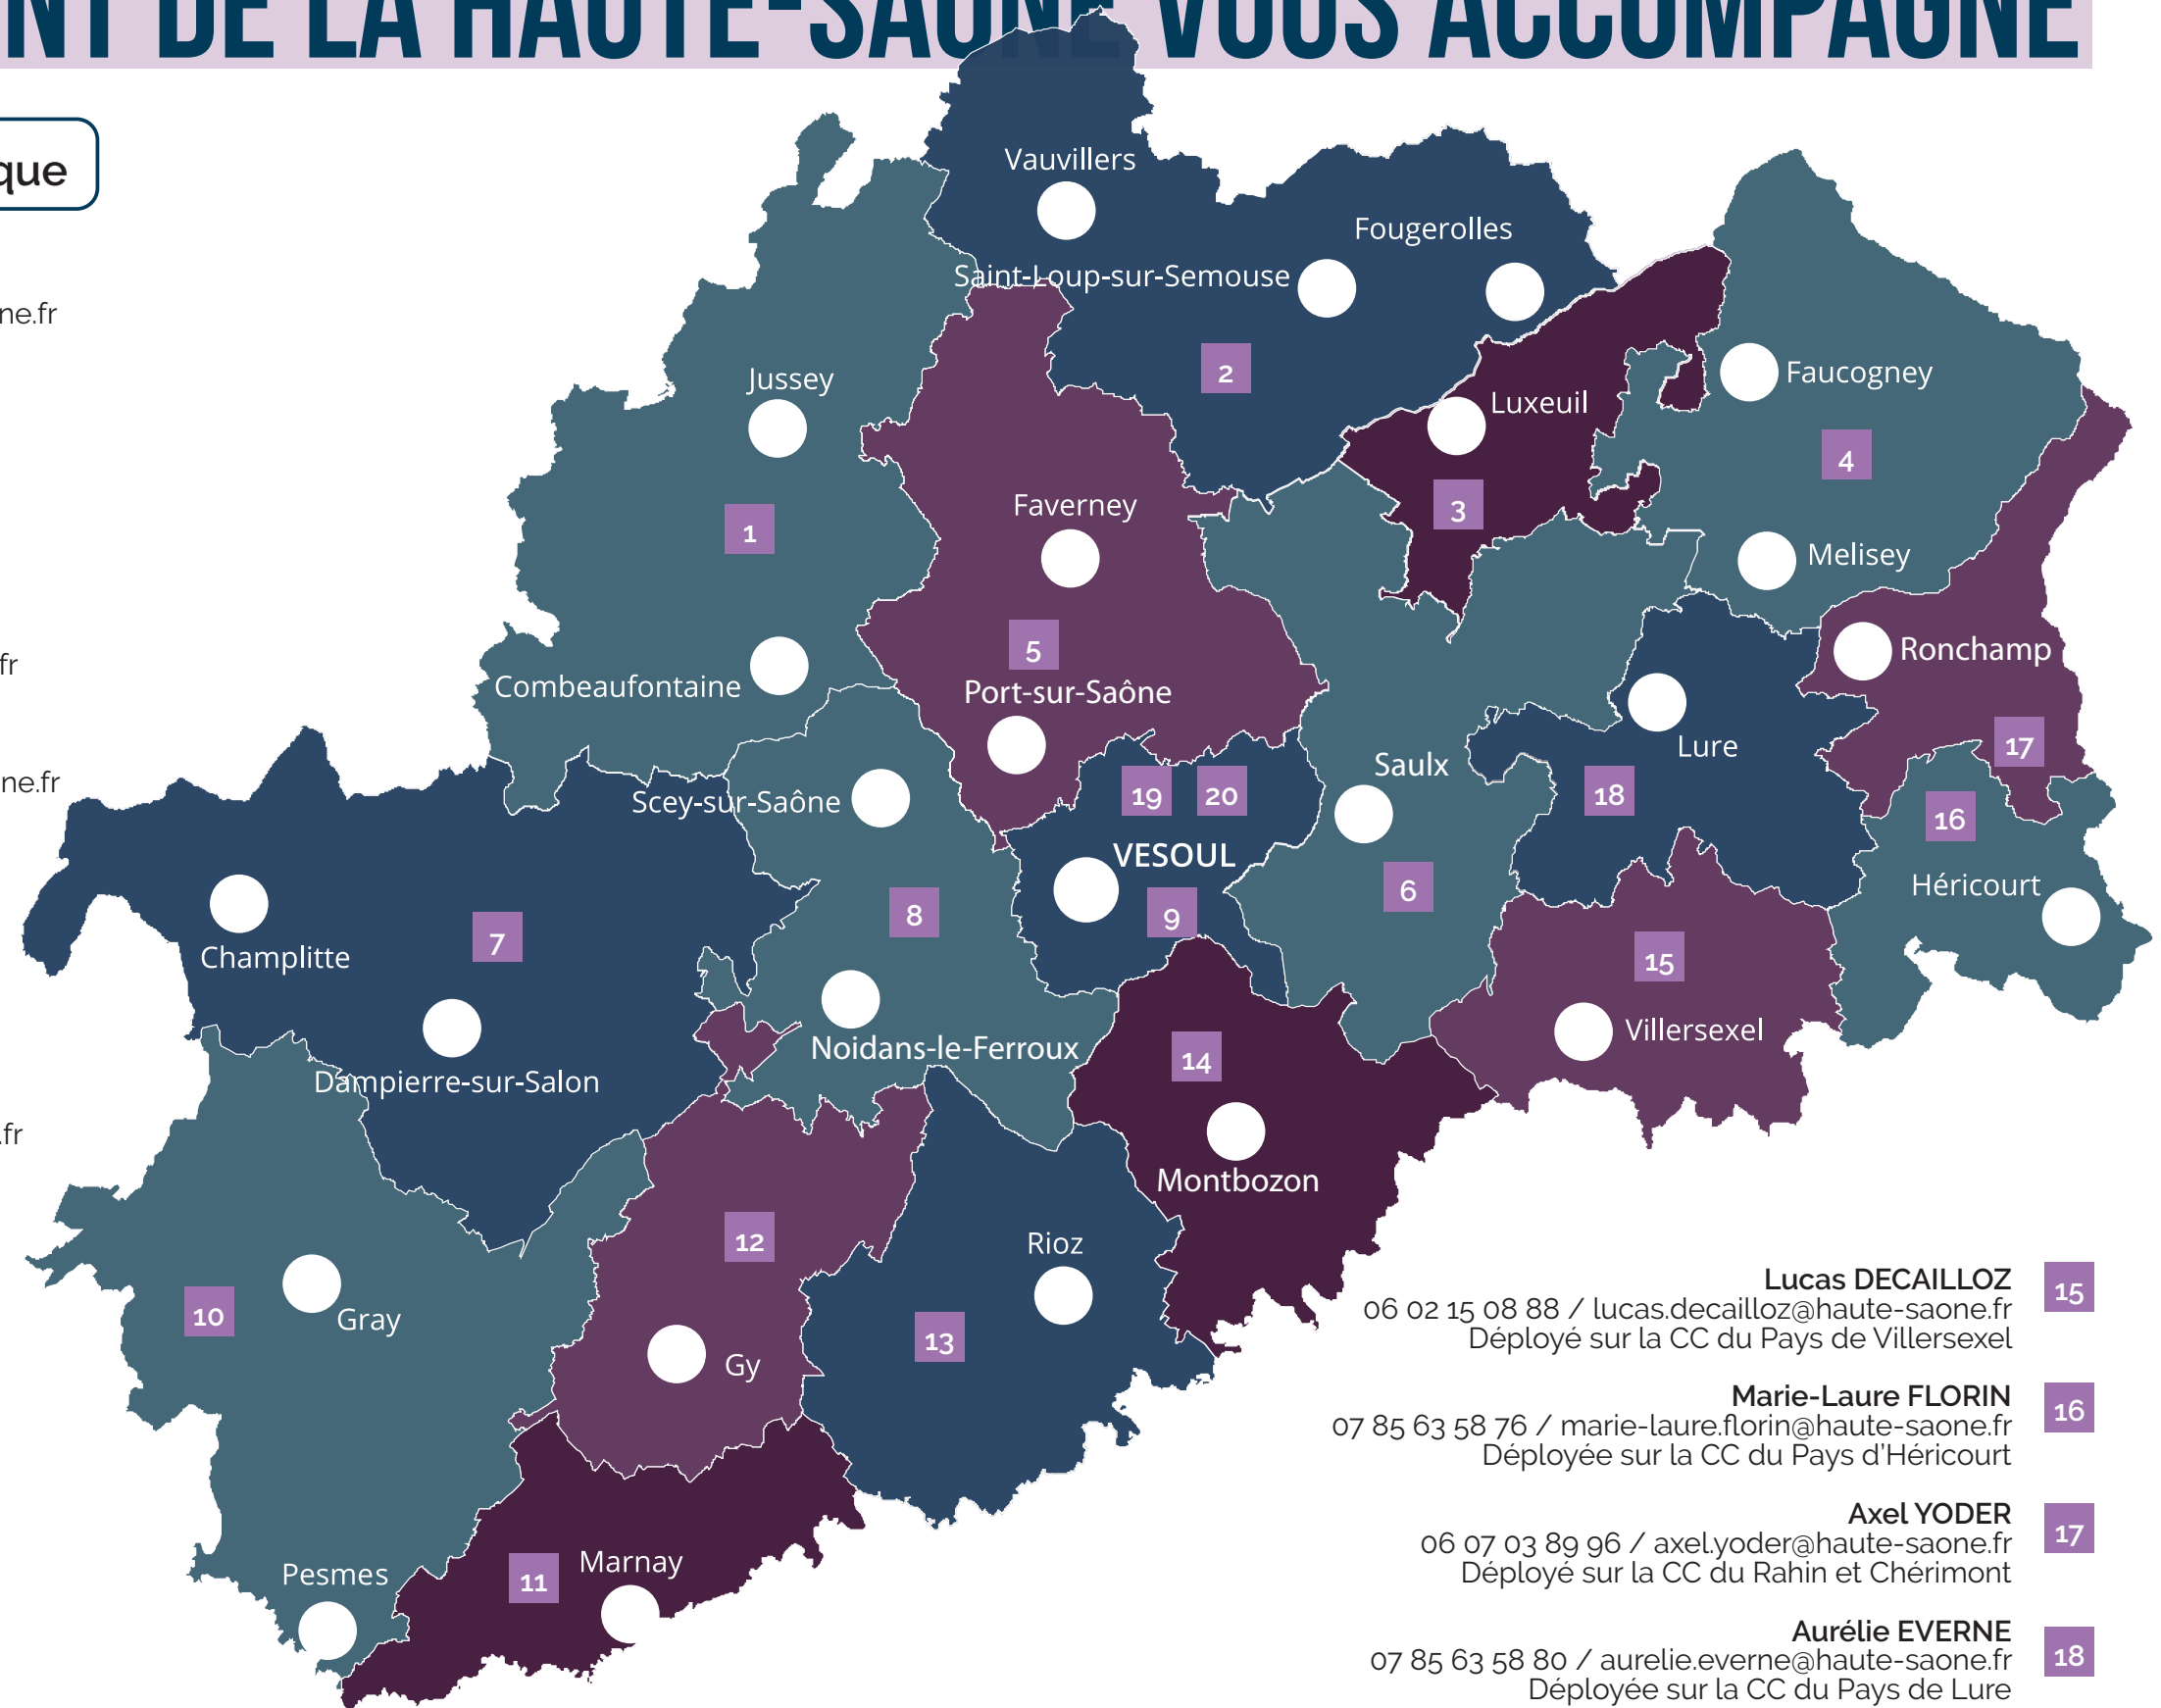 NT DE LA HAUTE-SAÔNE VOUS ACCOMPAGNE
que
ne.fr
fr
ne.fr
.fr
Vauvillers
Fougerolles
Saint-Loup-sur-Semouse
2
Jussey
Faucogney
Luxeuil
4
3
Faverney
1
Melisey
5
Ronchamp
Combeaufontaine
Port-sur-Saône
Lure
17
Saulx
19
20
18
Scey-sur-Saône
16
VESOUL
6
Héricourt
8
9
7
Champlitte
15
Villersexel
Noidans-le-Ferroux
14
Dampierre-sur-Salon
Montbozon
12
Rioz
10
Gray
13
Gy
Pesmes
11
Marnay
Lucas DECAILLOZ
15
06 02 15 08 88 / lucas.decailloz@haute-saone.fr
Déployé sur la CC du Pays de Villersexel
Marie-Laure FLORIN
16
07 85 63 58 76 / marie-laure.florin@haute-saone.fr
Déployée sur la CC du Pays d’Héricourt
Axel YODER
17
06 07 03 89 96 / axel.yoder@haute-saone.fr
Déployé sur la CC du Rahin et Chérimont
Aurélie EVERNE
18
07 85 63 58 80 / aurelie.everne@haute-saone.fr
Déployée sur la CC du Pays de Lure